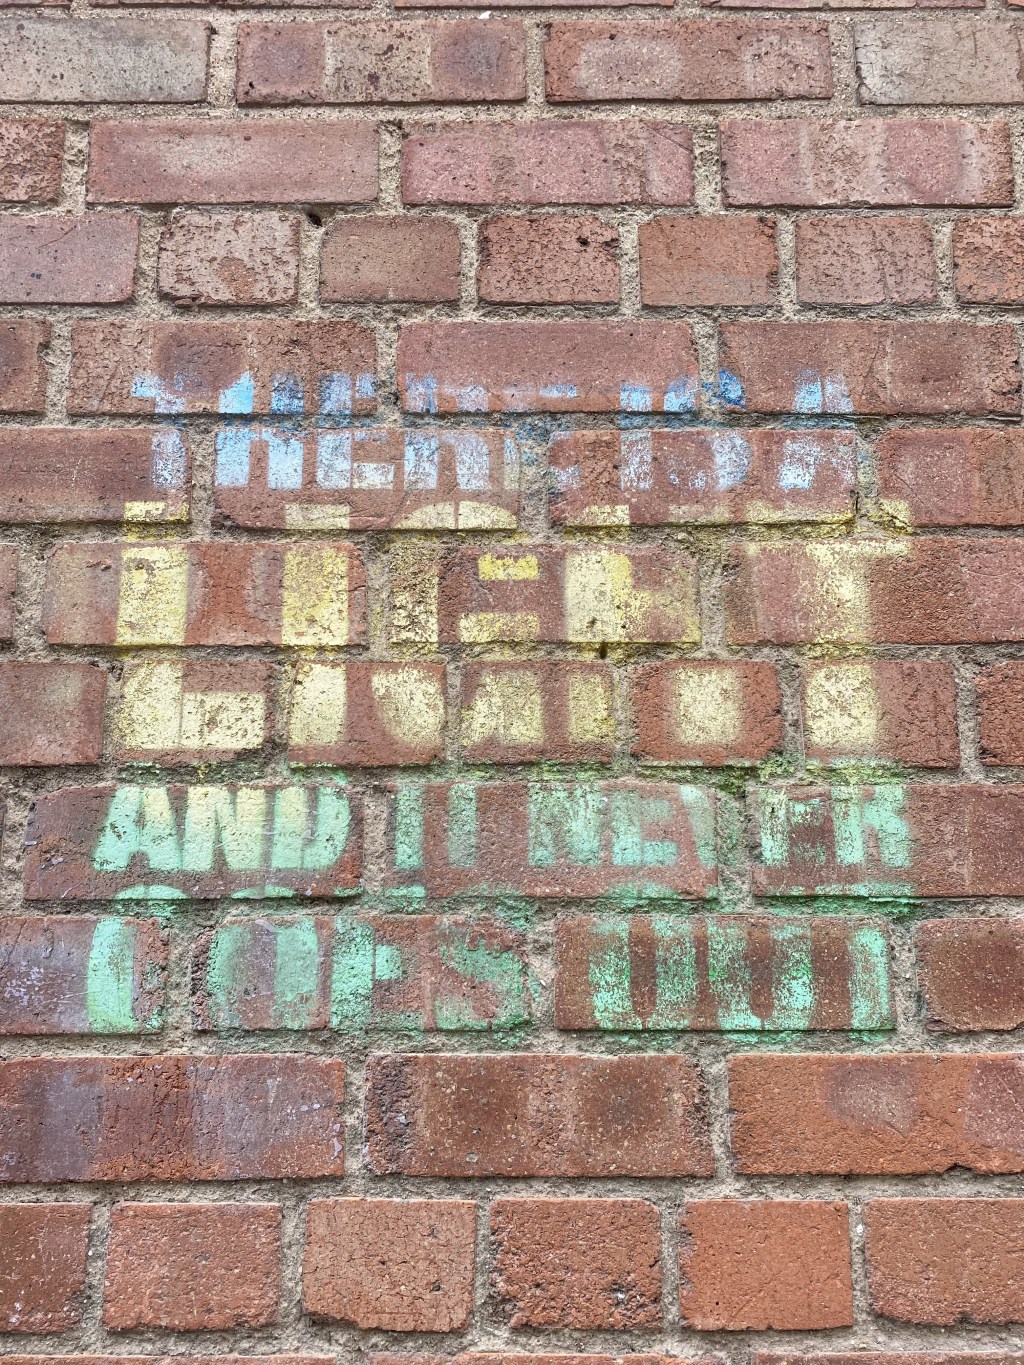 THERE IS A
LIGHT
AND IT NEVER
GOES OUT